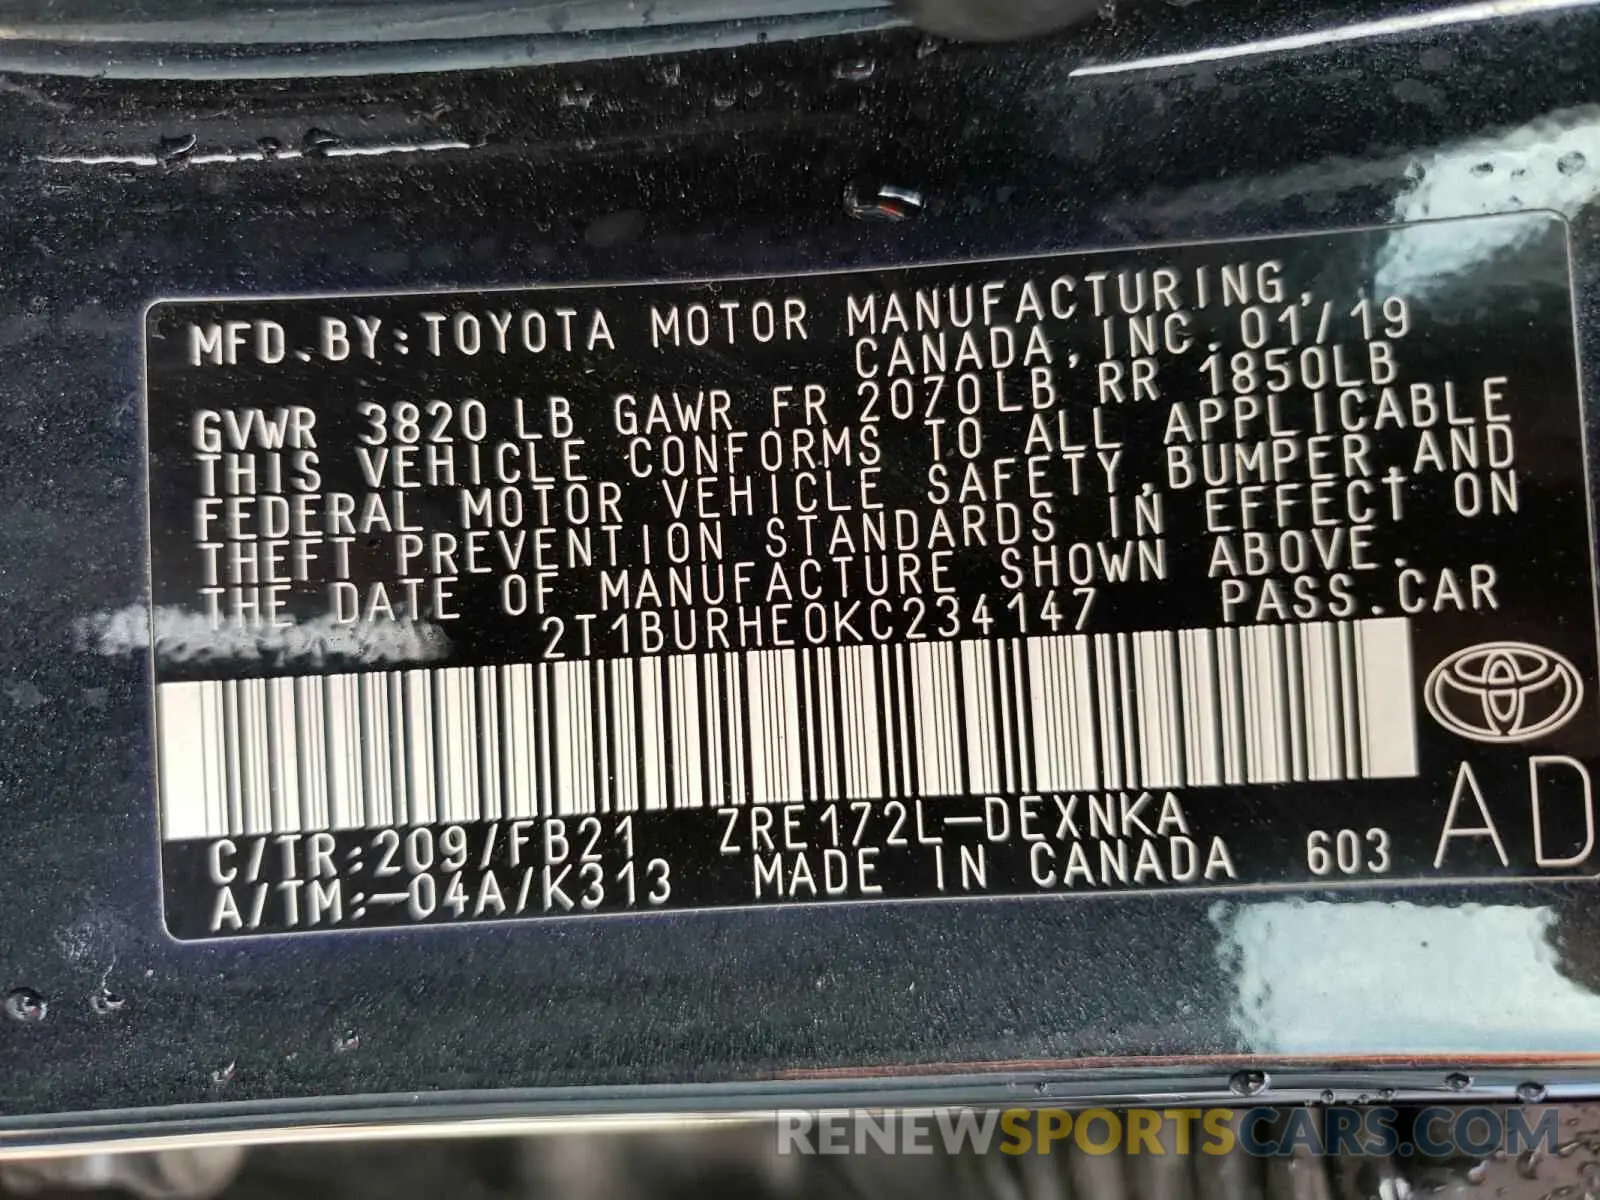 MFD.BY:TOYOTA MOTOR MANUFACTURING,
CANADA, INC. 01/19
GVWR 3820LB GAWR FR 2070LB RR 1850LB
THIS VEHICLE CONFORMS TO ALL APPLICABLE
FEDERAL MOTOR VEHICLE SAFETY,BUMPER,AND
THEFT PREVENTION STANDARDS IN EFFECT ON
THE DATE OF MANUFACTURE SHOWN ABOVE.
2T1BURHE0KC234147 PASS.CAR
C/TR:209/FB21 ZRE172L-DEXNKA
A/TM:-04A/K313 MADE IN CANADA 603 AD
RENEWSPORTSCARS.COM